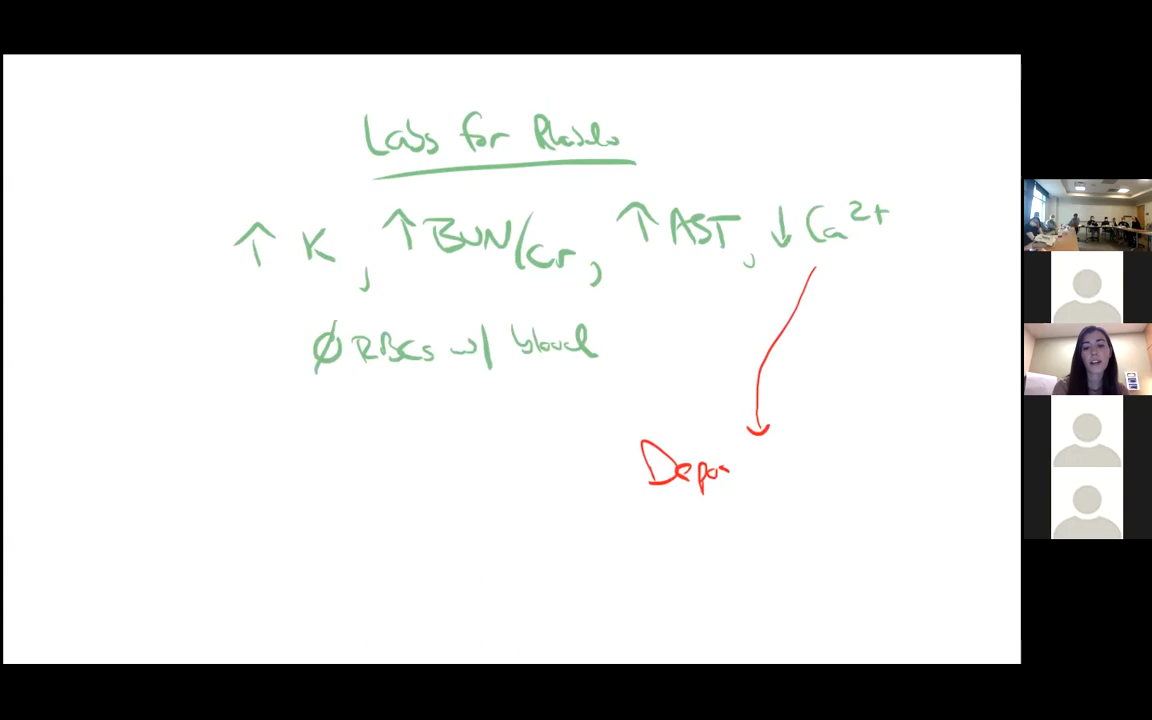 Labs for Rhabdo
↑ K, ↑ BUN/Cr, ↑ AST, ↓ Ca²⁺
∅ RBCs w/ blood
Depos